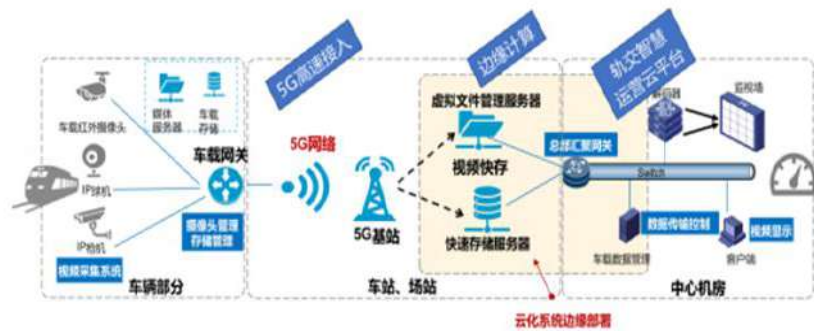 5G高速接入
边缘计算
轨交智慧
运营云平台
车载红外摄像头
媒体
服务器
车载
存储
车载网关
IP球机
IP枪机
视频采集系统
摄像头管理
存储管理
车辆部分
5G网络
5G基站
车站、场站
虚拟文件管理服务器
视频快存
快速存储服务器
云化系统边缘部署
总部汇聚网关
解码器
监视墙
Switch
数据传输控制
车载数据管理
视频显示
客户端
中心机房